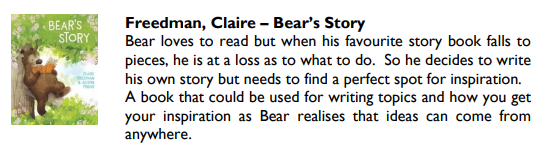 BEAR'S
STORY
Freedman, Claire – Bear's Story
Bear loves to read but when his favourite story book falls to
pieces, he is at a loss as to what to do.  So he decides to write
his own story but needs to find a perfect spot for inspiration.
A book that could be used for writing topics and how you get
your inspiration as Bear realises that ideas can come from
anywhere.